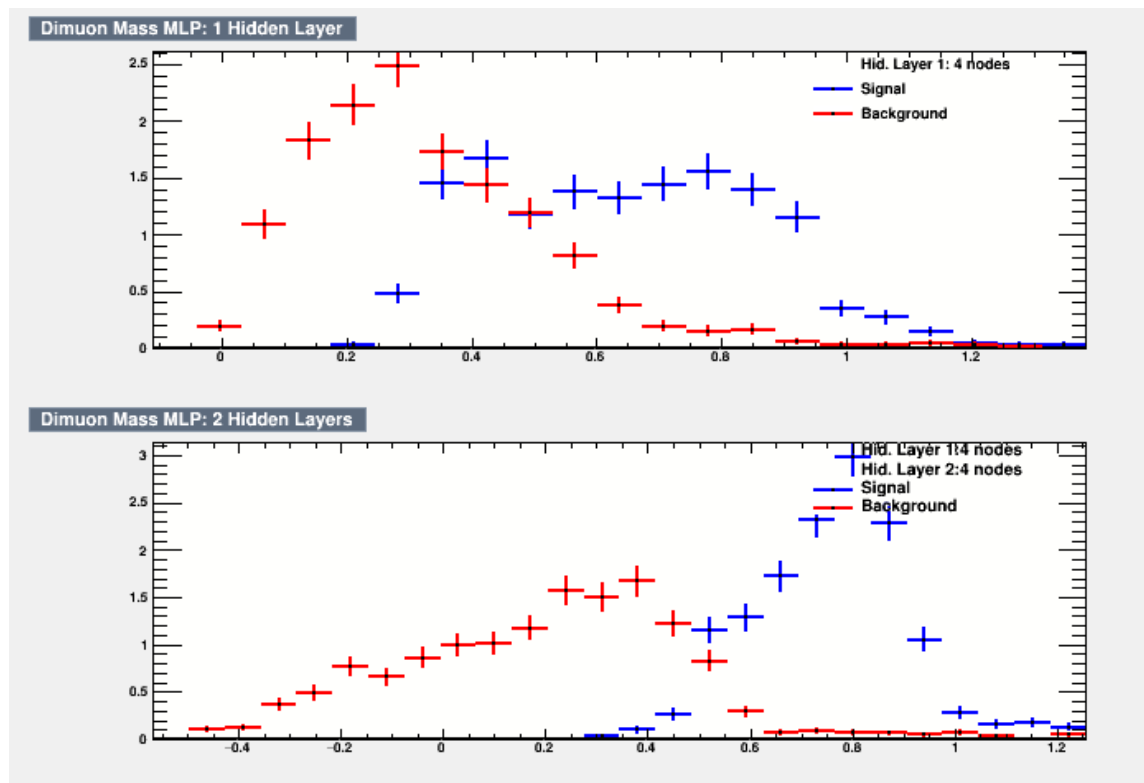 Dimuon Mass MLP: 1 Hidden Layer
Hid. Layer 1: 4 nodes
Signal
Background
2.5
2
1.5
1
0.5
0
0 0.2 0.4 0.6 0.8 1 1.2
Dimuon Mass MLP: 2 Hidden Layers
Hid. Layer 1:4 nodes
Hid. Layer 2:4 nodes
Signal
Background
3
2.5
2
1.5
1
0.5
0
−0.4 −0.2 0 0.2 0.4 0.6 0.8 1 1.2